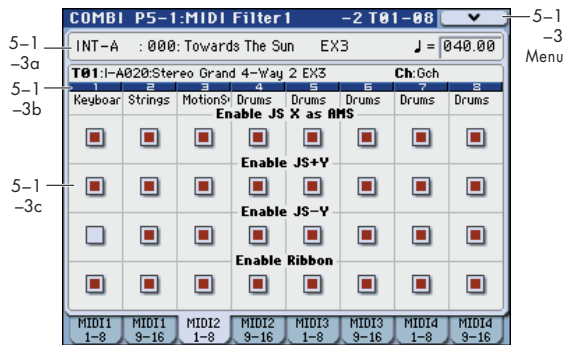 COMBI P5-1:MIDI Filter1 -2 T01-08
5-1 -3 Menu
5-1 -3a
INT-A : 000: Towards The Sun EX3 ♩= 040.00
T01:I-A020:Stereo Grand 4-Way 2 EX3 Ch:Gch
5-1 -3b
1 2 3 4 5 6 7 8
Keyboar Strings MotionS Drums Drums Drums Drums Drums
Enable JS X as AMS
Enable JS+Y
5-1 -3c
Enable JS-Y
Enable Ribbon
MIDI1 1-8 MIDI1 9-16 MIDI2 1-8 MIDI2 9-16 MIDI3 1-8 MIDI3 9-16 MIDI4 1-8 MIDI4 9-16